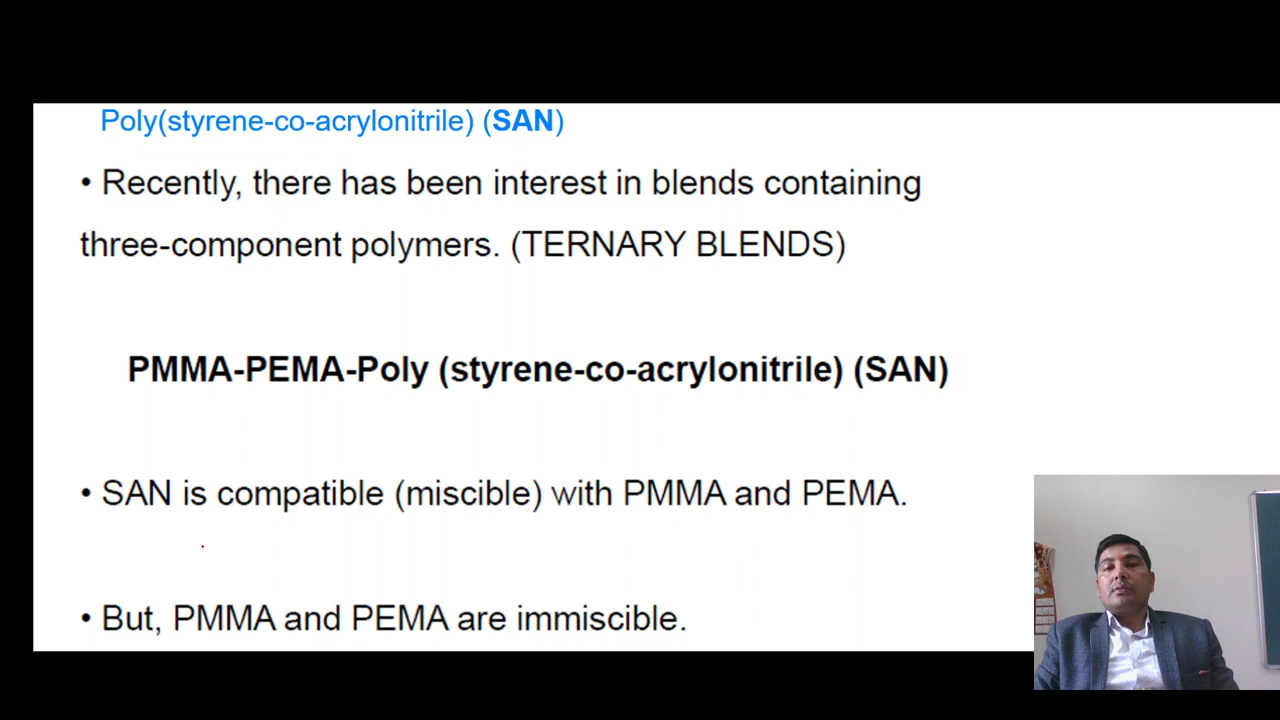 Poly(styrene-co-acrylonitrile) (SAN)
• Recently, there has been interest in blends containing
three-component polymers. (TERNARY BLENDS)
PMMA-PEMA-Poly (styrene-co-acrylonitrile) (SAN)
• SAN is compatible (miscible) with PMMA and PEMA.
• But, PMMA and PEMA are immiscible.